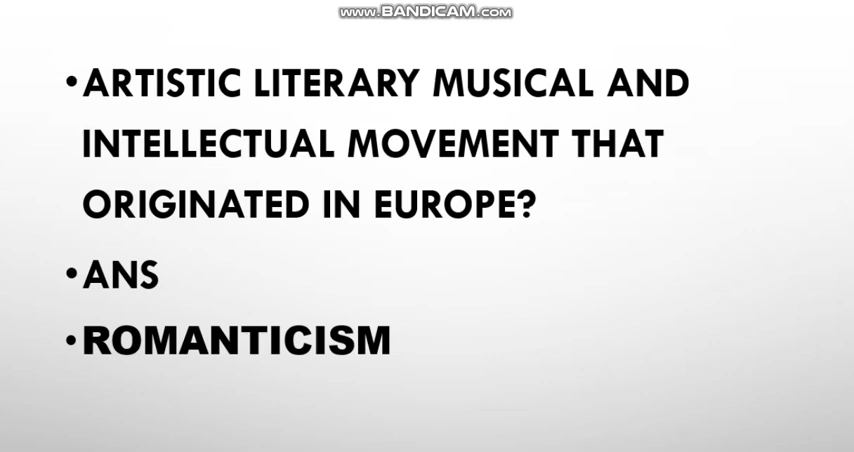 www.BANDICAM.com
•ARTISTIC LITERARY MUSICAL AND
INTELLECTUAL MOVEMENT THAT
ORIGINATED IN EUROPE?
•ANS
•ROMANTICISM